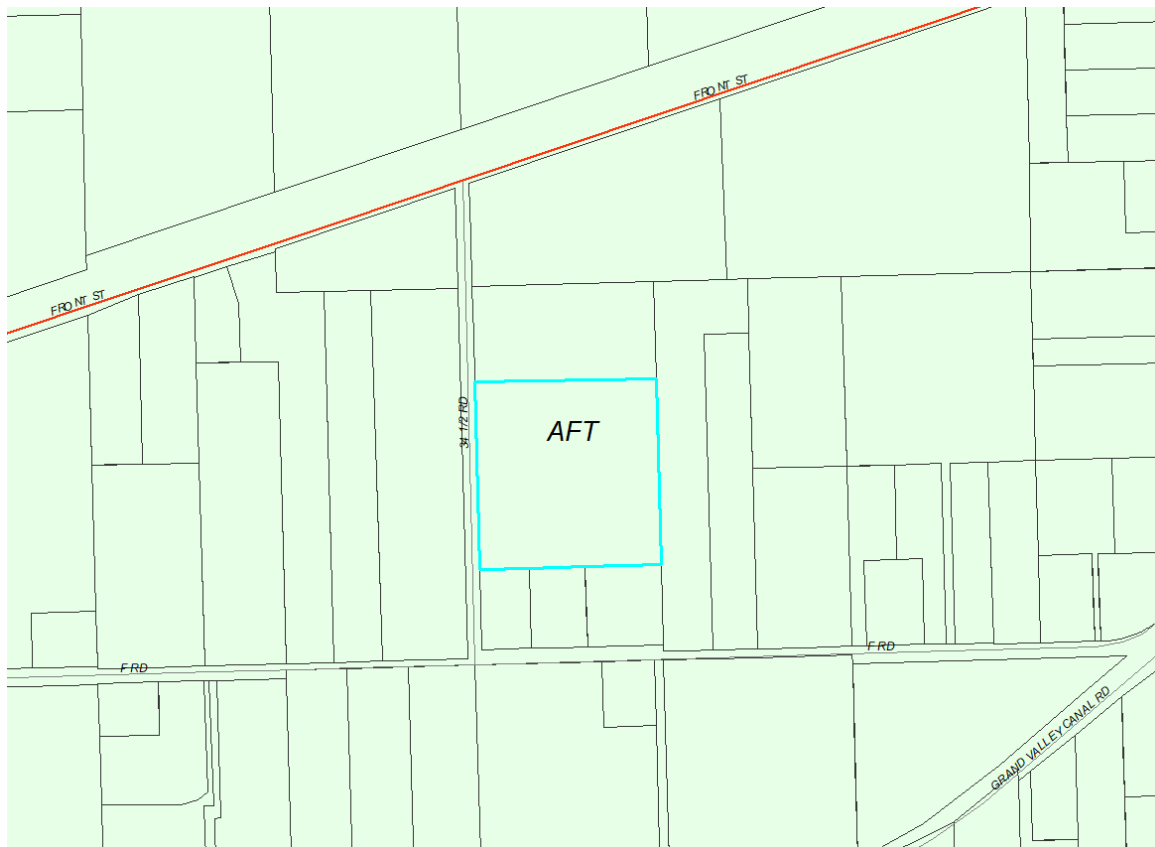 FRONT ST
FRONT ST
34 1/2 RD
AFT
F RD
F RD
GRAND VALLEY CANAL RD